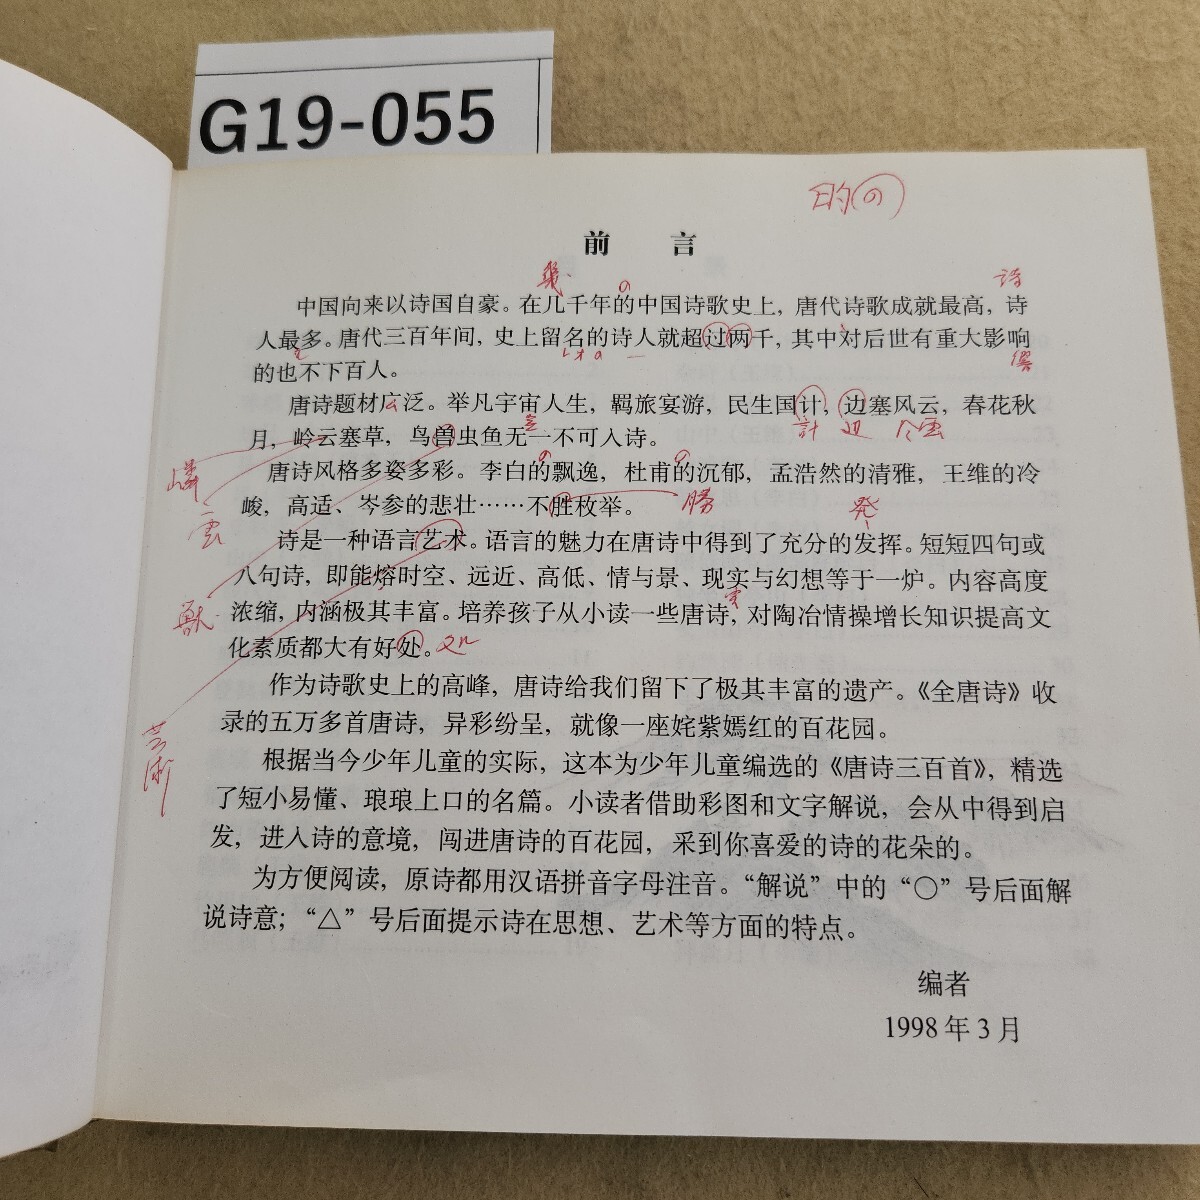 G19-055
的(の)
前 言
幾 の 詩
中国向来以诗国自豪。在几千年的中国诗歌史上，唐代诗歌成就最高，诗
人最多。唐代三百年间，史上留名的诗人就超过两千，其中对后世有重大影响
的也不下百人。
唐诗题材广泛。举凡宇宙人生，羁旅宴游，民生国计，边塞风云，春花秋
計 辺 雲
月，岭云塞草，鸟兽虫鱼无一不可入诗。
の の
唐诗风格多姿多彩。李白的飘逸，杜甫的沉郁，孟浩然的清雅，王维的冷
雲
峻，高适、岑参的悲壮……不胜枚举。
勝 発
诗是一种语言艺术。语言的魅力在唐诗中得到了充分的发挥。短短四句或
八句诗，即能熔时空、远近、高低、情与景、现实与幻想等于一炉。内容高度
実
獣
浓缩，内涵极其丰富。培养孩子从小读一些唐诗，对陶冶情操增长知识提高文
化素质都大有好处。
处
作为诗歌史上的高峰，唐诗给我们留下了极其丰富的遗产。《全唐诗》收
录的五万多首唐诗，异彩纷呈，就像一座姹紫嫣红的百花园。
芸術
根据当今少年儿童的实际，这本为少年儿童编选的《唐诗三百首》，精选
了短小易懂、琅琅上口的名篇。小读者借助彩图和文字解说，会从中得到启
发，进入诗的意境，闯进唐诗的百花园，采到你喜爱的诗的花朵的。
为方便阅读，原诗都用汉语拼音字母注音。“解说”中的“○”号后面解
说诗意；“△”号后面提示诗在思想、艺术等方面的特点。
编者
1998年3月